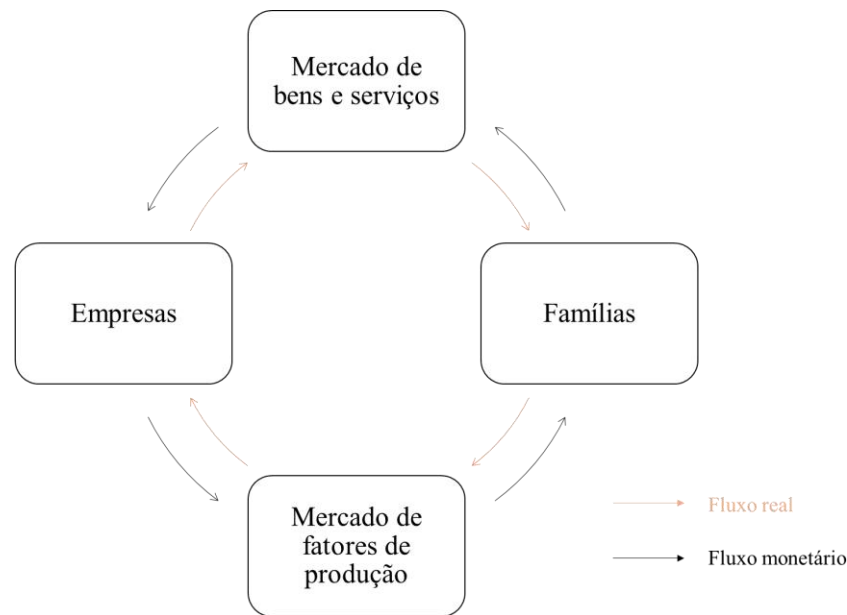 Mercado de
bens e serviços
Empresas
Famílias
Mercado de
fatores de
produção
Fluxo real
Fluxo monetário